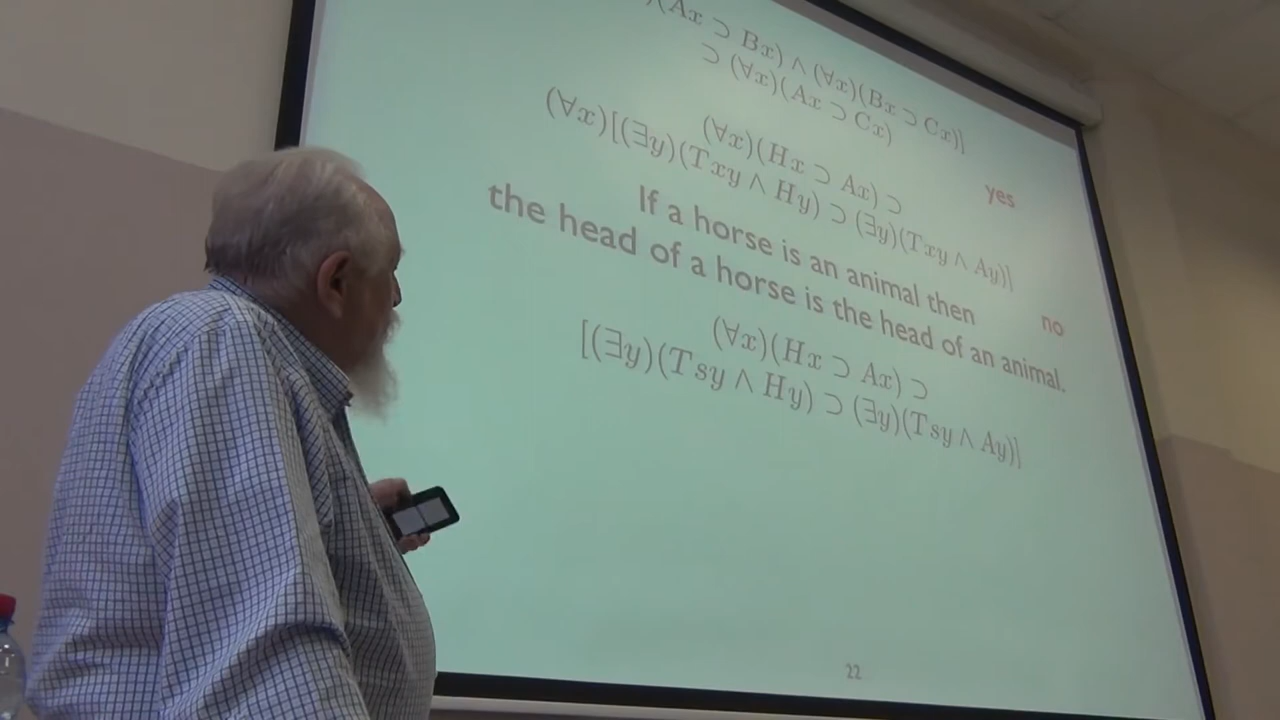 (Ax ⊃ Bx) ∧ (∀x)(Bx ⊃ Cx)]
⊃ (∀x)(Ax ⊃ Cx)
(∀x)(Hx ⊃ Ax) ⊃
yes
(∀x)[(∃y)(Txy ∧ Hy) ⊃ (∃y)(Txy ∧ Ay)]
If a horse is an animal then
the head of a horse is the head of an animal.
no
(∀x)(Hx ⊃ Ax) ⊃
[(∃y)(Tsy ∧ Hy) ⊃ (∃y)(Tsy ∧ Ay)]
22